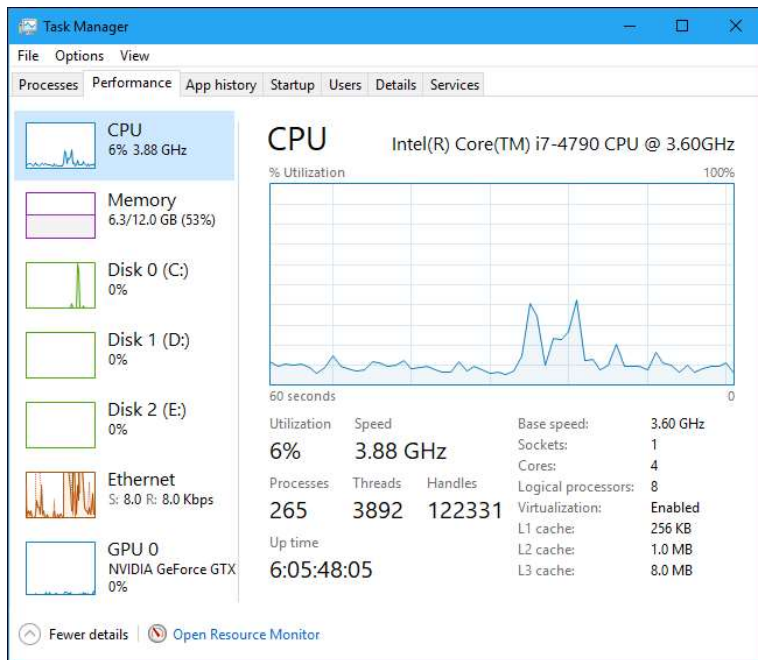 Task Manager
File Options View
Processes Performance App history Startup Users Details Services
CPU
6% 3.88 GHz
Memory
6.3/12.0 GB (53%)
Disk 0 (C:)
0%
Disk 1 (D:)
0%
Disk 2 (E:)
0%
Ethernet
S: 8.0 R: 8.0 Kbps
GPU 0
NVIDIA GeForce GTX
0%
CPU Intel(R) Core(TM) i7-4790 CPU @ 3.60GHz
% Utilization 100%
60 seconds 0
Utilization Speed
6% 3.88 GHz
Processes Threads Handles
265 3892 122331
Up time
6:05:48:05
Base speed: 3.60 GHz
Sockets: 1
Cores: 4
Logical processors: 8
Virtualization: Enabled
L1 cache: 256 KB
L2 cache: 1.0 MB
L3 cache: 8.0 MB
Fewer details Open Resource Monitor